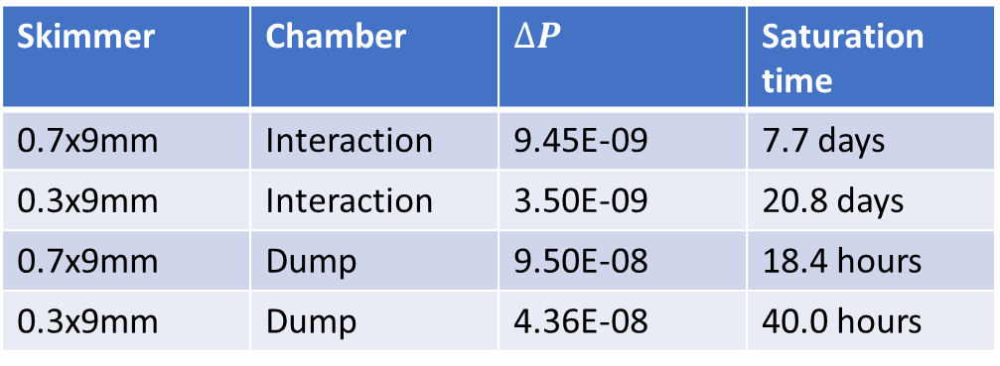 Skimmer Chamber Δ𝑷 Saturation time
0.7x9mm Interaction 9.45E-09 7.7 days
0.3x9mm Interaction 3.50E-09 20.8 days
0.7x9mm Dump 9.50E-08 18.4 hours
0.3x9mm Dump 4.36E-08 40.0 hours